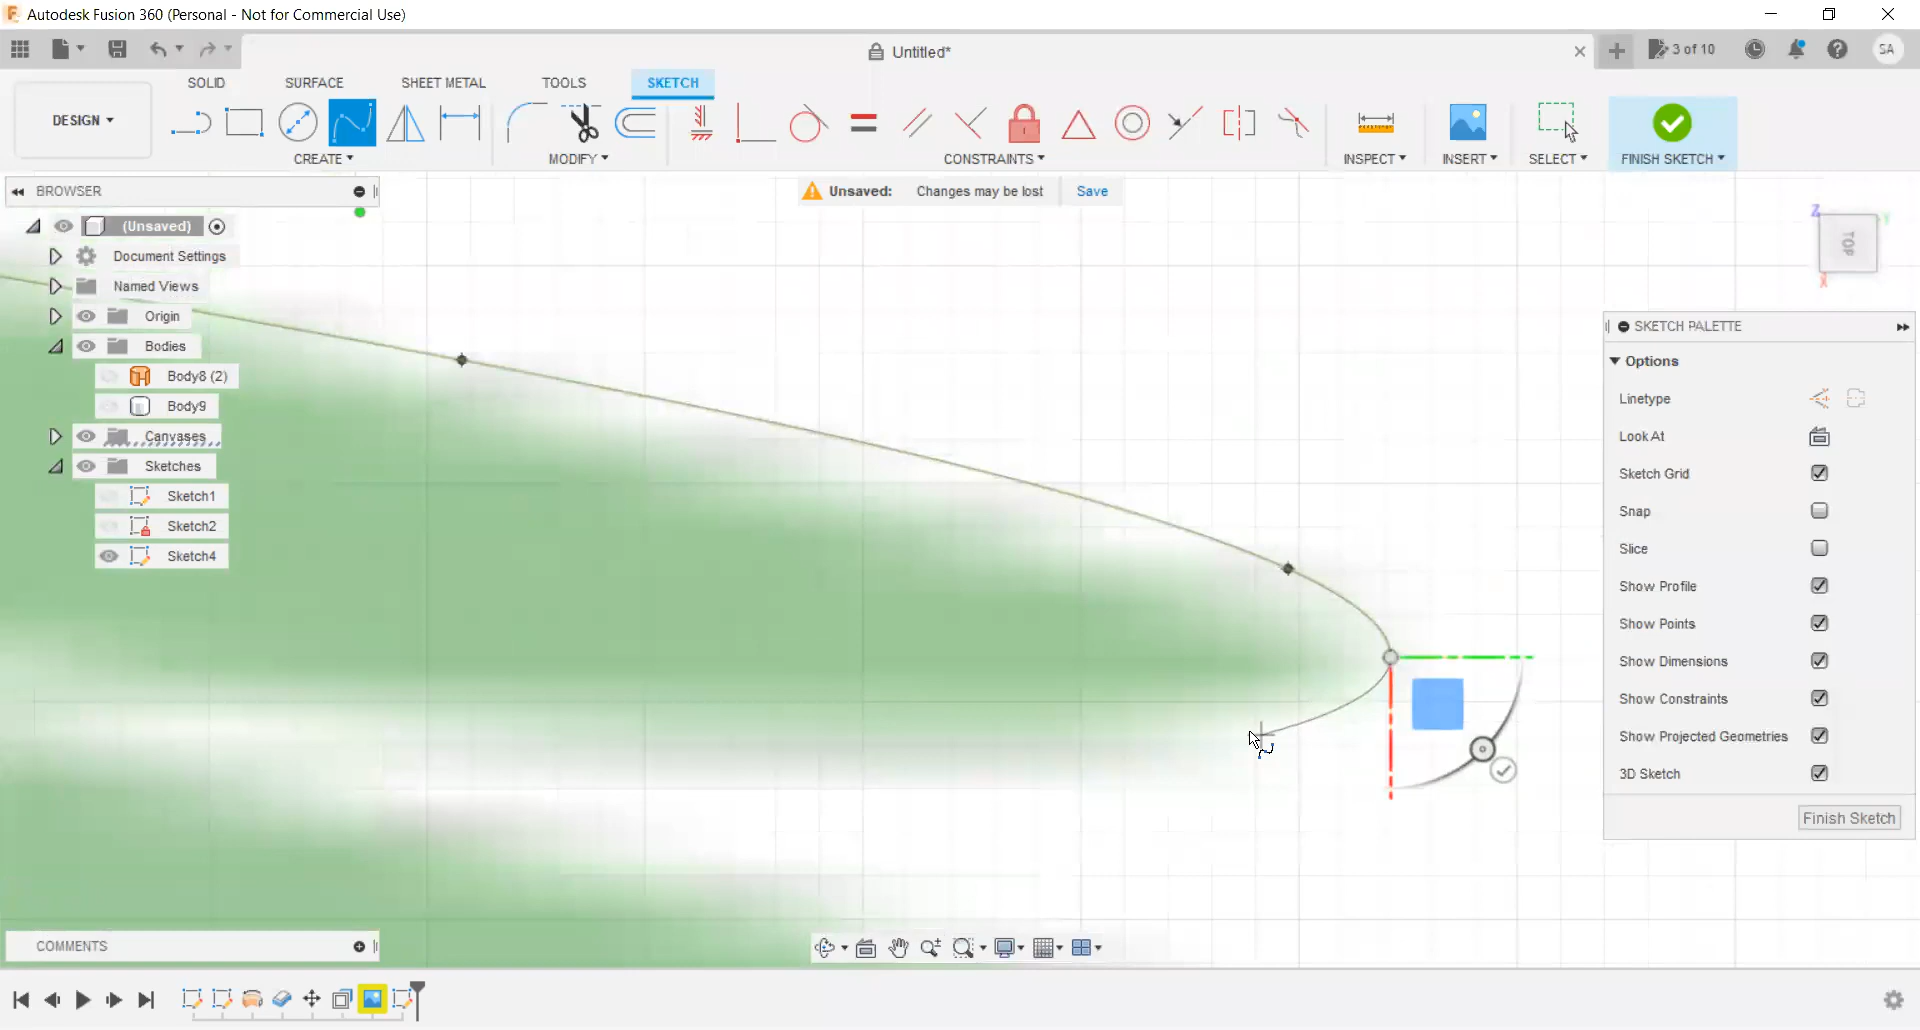 Autodesk Fusion 360 (Personal - Not for Commercial Use)
Untitled*
3 of 10
SA
DESIGN
SOLID
SURFACE
SHEET METAL
TOOLS
SKETCH
CREATE
MODIFY
CONSTRAINTS
INSPECT
INSERT
SELECT
FINISH SKETCH
BROWSER
Unsaved: Changes may be lost Save
(Unsaved)
Document Settings
Named Views
Origin
Bodies
Body8 (2)
Body9
Canvases
Sketches
Sketch1
Sketch2
Sketch4
Z
Y
TOP
X
SKETCH PALETTE
Options
Linetype
Look At
Sketch Grid
Snap
Slice
Show Profile
Show Points
Show Dimensions
Show Constraints
Show Projected Geometries
3D Sketch
Finish Sketch
COMMENTS